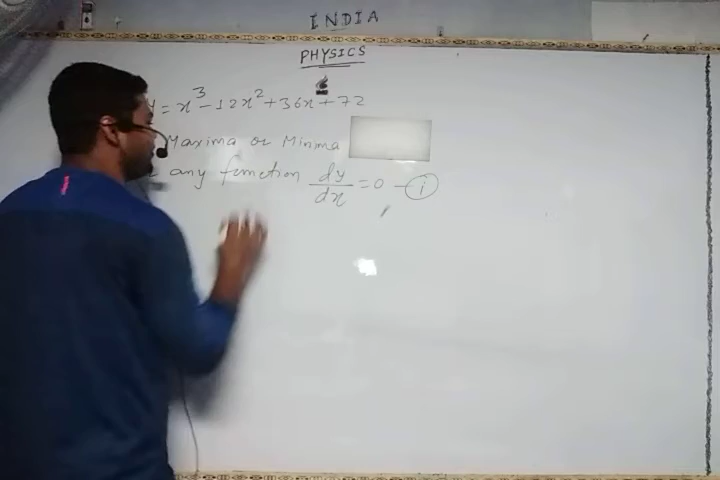 INDIA
PHYSICS
= x³ - 12x² + 36x + 72
Maxima or Minima
any function dy/dx = 0 - (i)